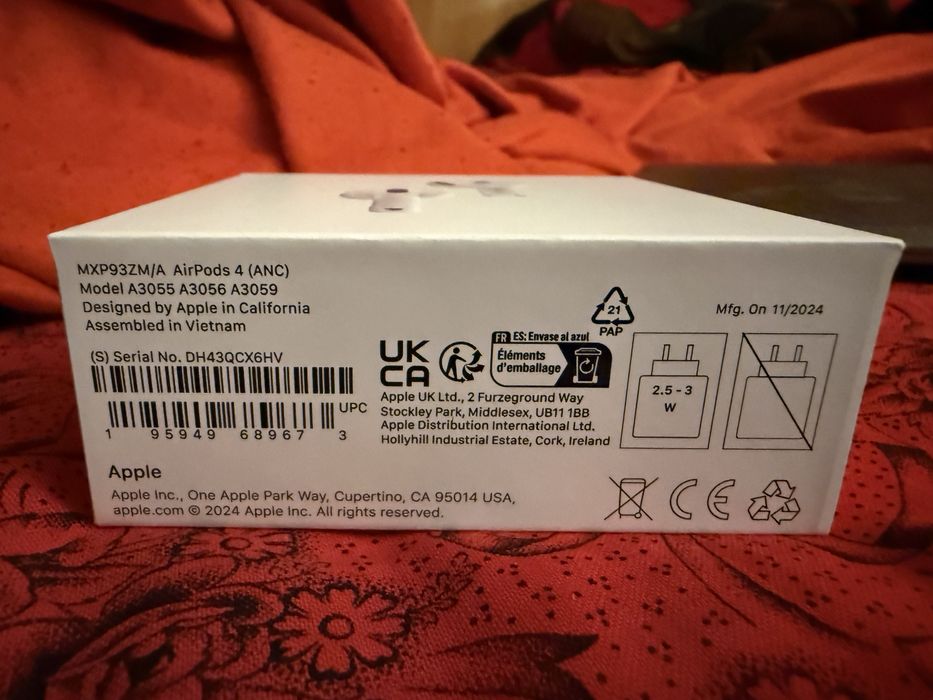 MXP93ZM/A AirPods 4 (ANC)
Model A3055 A3056 A3059
Designed by Apple in California
Assembled in Vietnam
(S) Serial No. DH43QCX6HV
UPC
1 95949 68967 3
UK
CA
FR ES: Envase al azul
Éléments
d'emballage
21
PAP
Mfg. On 11/2024
2.5 - 3
W
Apple UK Ltd., 2 Furzeground Way
Stockley Park, Middlesex, UB11 1BB
Apple Distribution International Ltd.
Hollyhill Industrial Estate, Cork, Ireland
Apple
Apple Inc., One Apple Park Way, Cupertino, CA 95014 USA,
apple.com © 2024 Apple Inc. All rights reserved.
CE